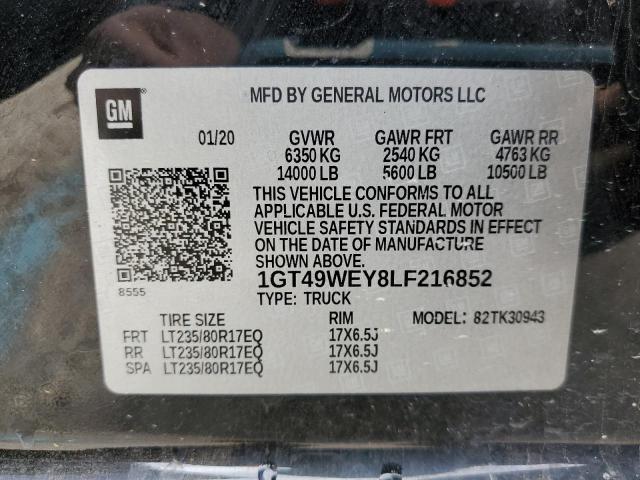 GM
MFD BY GENERAL MOTORS LLC
01/20 GVWR GAWR FRT GAWR RR
6350 KG 2540 KG 4763 KG
14000 LB 5600 LB 10500 LB
THIS VEHICLE CONFORMS TO ALL
APPLICABLE U.S. FEDERAL MOTOR
VEHICLE SAFETY STANDARDS IN EFFECT
ON THE DATE OF MANUFACTURE
SHOWN ABOVE.
8555
1GT49WEY8LF216852
TYPE: TRUCK
TIRE SIZE RIM MODEL: 82TK30943
FRT LT235/80R17EQ 17X6.5J
RR LT235/80R17EQ 17X6.5J
SPA LT235/80R17EQ 17X6.5J